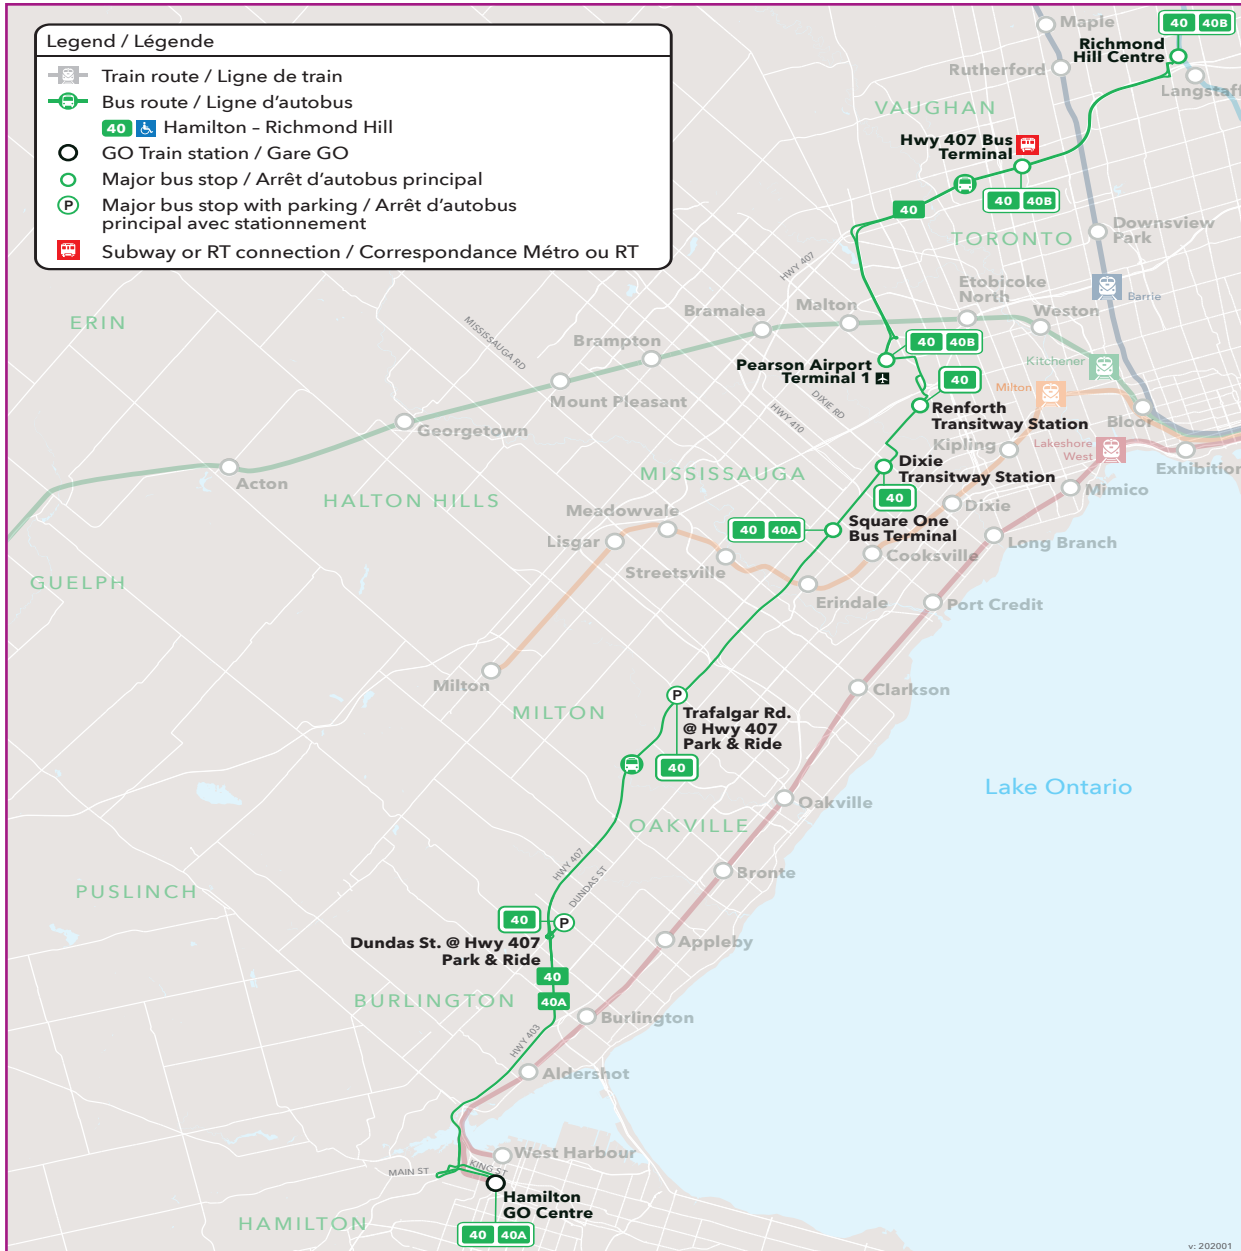 Legend / Légende
Train route / Ligne de train
Bus route / Ligne d'autobus
40 Hamilton – Richmond Hill
GO Train station / Gare GO
Major bus stop / Arrêt d'autobus principal
P Major bus stop with parking / Arrêt d'autobus
principal avec stationnement
Subway or RT connection / Correspondance Métro ou RT
Maple
40 40B
Richmond
Hill Centre
Rutherford
Langstaff
VAUGHAN
Hwy 407 Bus
Terminal
40 40B
40
Downsview
Park
TORONTO
HWY 407
Barrie
Etobicoke
North
Malton
Weston
Bramalea
ERIN
MISSISSAUGA RD
Brampton
40 40B
Kitchener
Pearson Airport
Terminal 1
40
Milton
DIXIE RD
HWY 410
Mount Pleasant
Renforth
Transitway Station
Bloor
Georgetown
Kipling
Lakeshore
West
Exhibition
Dixie
Transitway Station
MISSISSAUGA
Acton
40
Mimico
HALTON HILLS
Meadowvale
Dixie
40 40A
Square One
Bus Terminal
Lisgar
Long Branch
Cooksville
Streetsville
GUELPH
Erindale
Port Credit
Milton
Clarkson
P
MILTON
Trafalgar Rd.
@ Hwy 407
Park & Ride
40
Lake Ontario
Oakville
OAKVILLE
HWY 407
DUNDAS ST
Bronte
PUSLINCH
40
P
Dundas St. @ Hwy 407
Park & Ride
Appleby
40
40A
BURLINGTON
Burlington
HWY 403
Aldershot
West Harbour
MAIN ST
KING ST
Hamilton
GO Centre
HAMILTON
40 40A
v: 202001